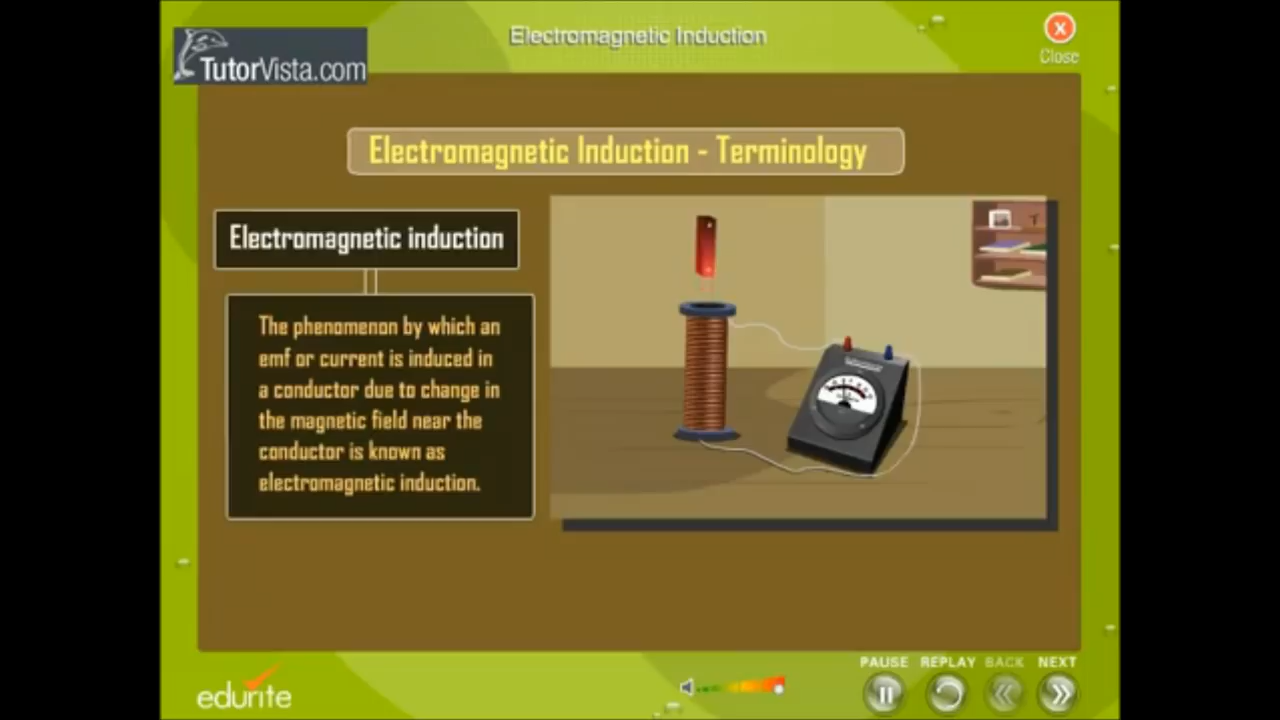 Electromagnetic Induction
Close
TutorVista.com
Electromagnetic Induction - Terminology
Electromagnetic induction
The phenomenon by which an
emf or current is induced in
a conductor due to change in
the magnetic field near the
conductor is known as
electromagnetic induction.
PAUSE REPLAY BACK NEXT
edurite